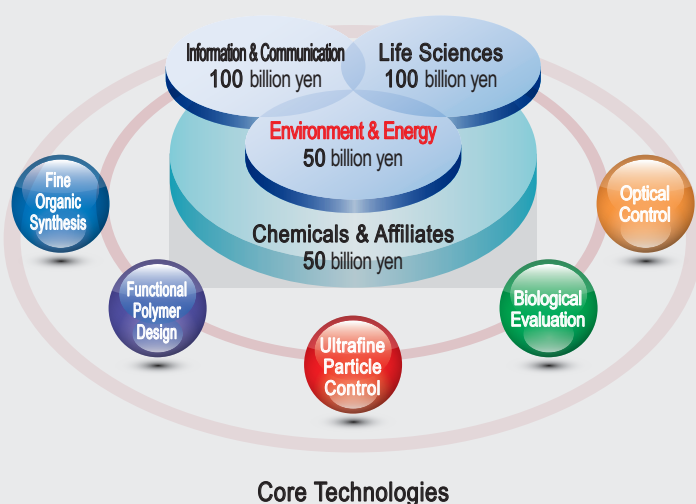 Information & Communication
100 billion yen
Life Sciences
100 billion yen
Environment & Energy
50 billion yen
Chemicals & Affiliates
50 billion yen
Fine
Organic
Synthesis
Functional
Polymer
Design
Ultrafine
Particle
Control
Biological
Evaluation
Optical
Control
Core Technologies